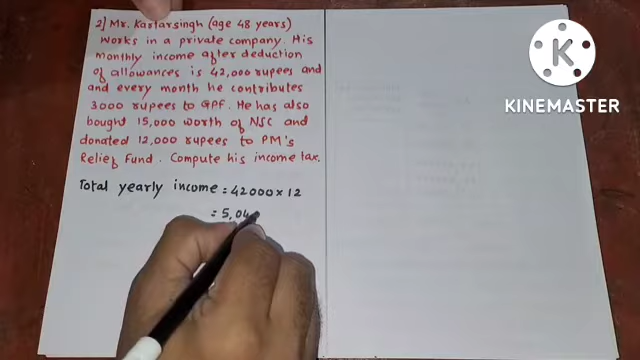 2] Mr. Kartarsingh (age 48 years)
works in a private company. His
monthly income after deduction
of allowances is 42,000 rupees and
and every month he contributes
3000 rupees to GPF. He has also
bought 15,000 worth of NSC and
donated 12,000 rupees to PM's
Relief Fund. Compute his income tax.
Total yearly income = 42000 × 12
= 5,04
K
KINEMASTER